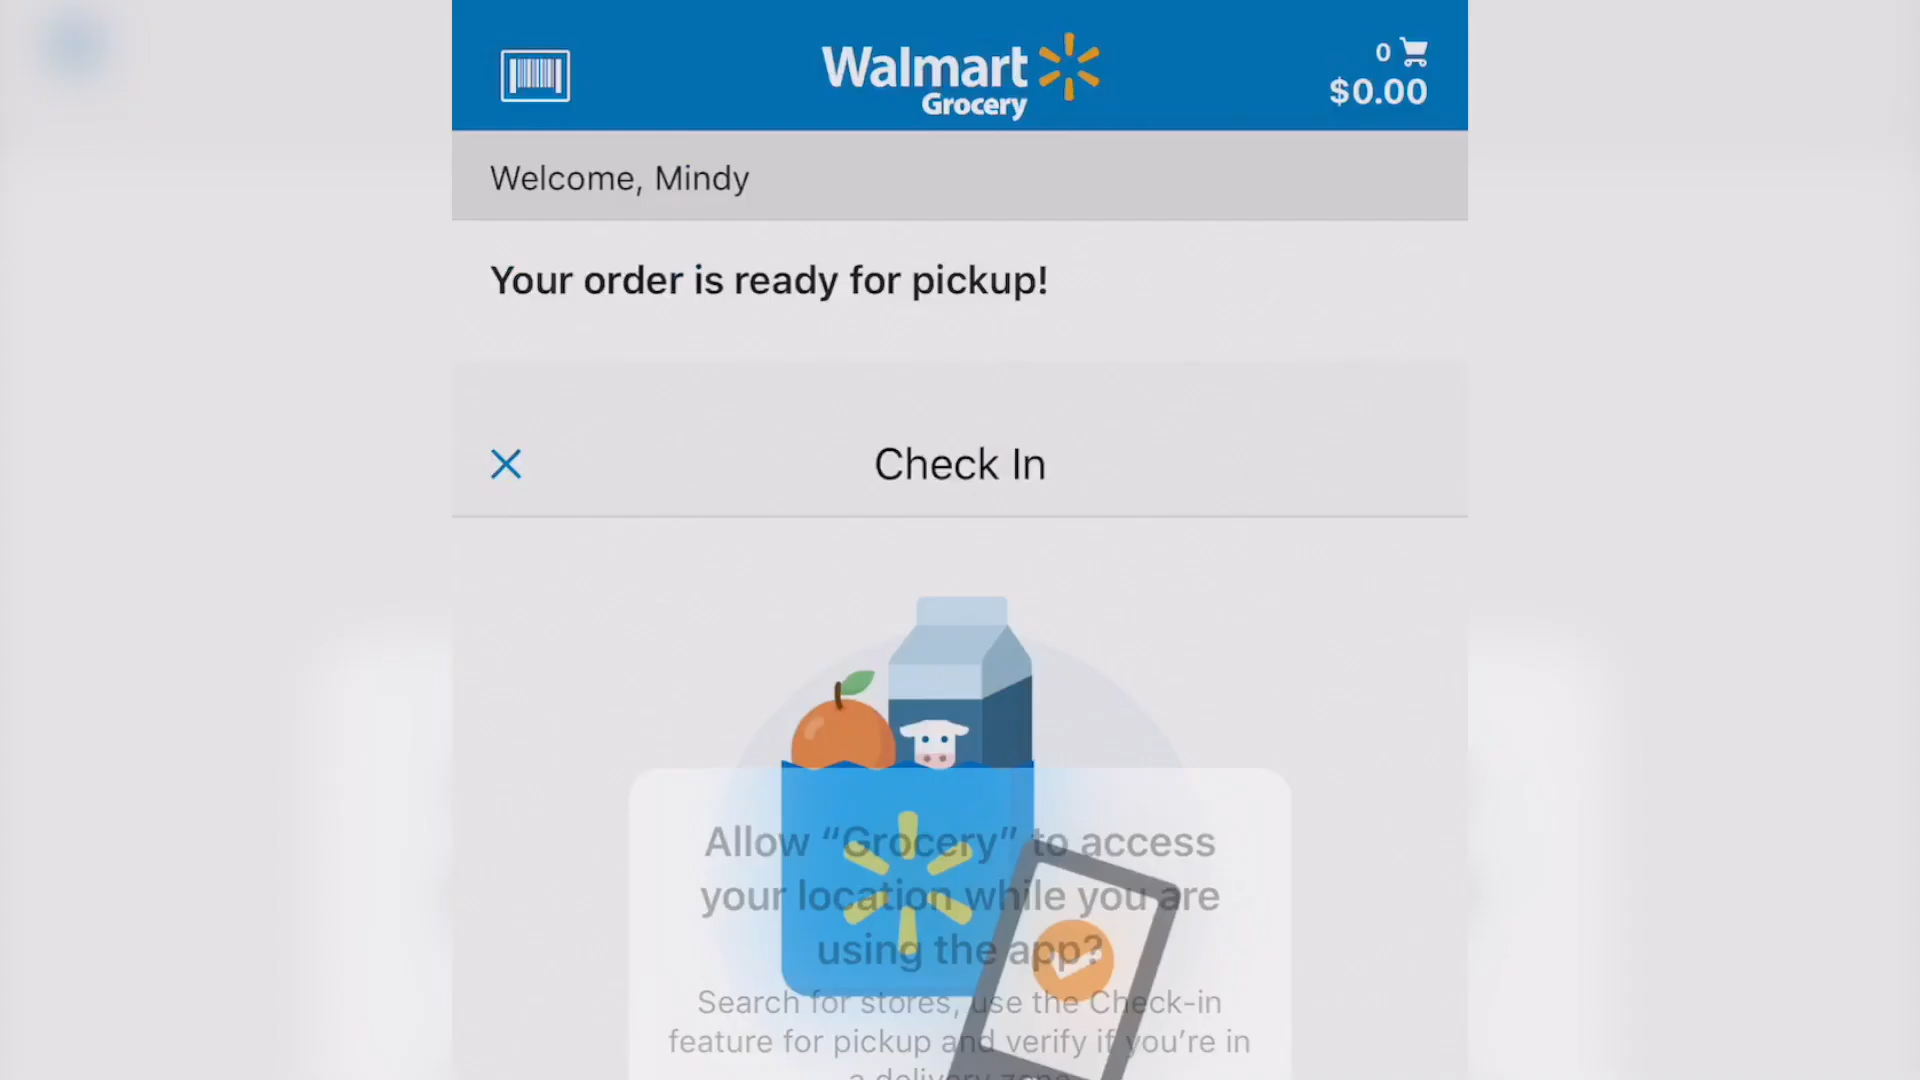 Walmart
Grocery
0
$0.00
Welcome, Mindy
Your order is ready for pickup!
Check In
Allow “Grocery” to access
your location while you are
using the app?
Search for stores, use the Check-in
feature for pickup and verify if you’re in
a delivery zone